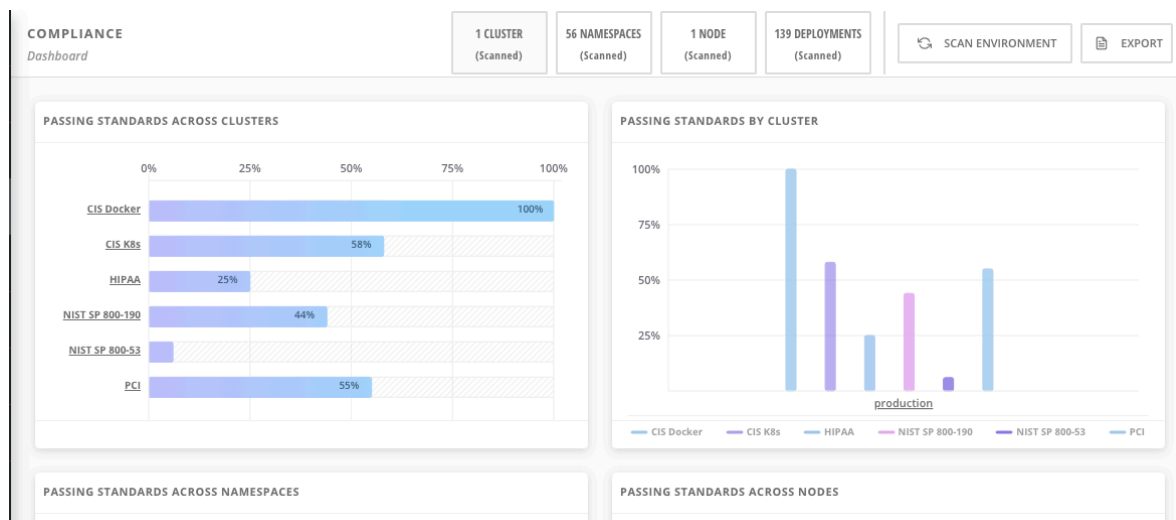 COMPLIANCE
Dashboard
1 CLUSTER
(Scanned)
56 NAMESPACES
(Scanned)
1 NODE
(Scanned)
139 DEPLOYMENTS
(Scanned)
SCAN ENVIRONMENT
EXPORT
PASSING STANDARDS ACROSS CLUSTERS
0% 25% 50% 75% 100%
CIS Docker 100%
CIS K8s 58%
HIPAA 25%
NIST SP 800-190 44%
NIST SP 800-53
PCI 55%
PASSING STANDARDS BY CLUSTER
100%
75%
50%
25%
production
CIS Docker CIS K8s HIPAA NIST SP 800-190 NIST SP 800-53 PCI
PASSING STANDARDS ACROSS NAMESPACES
PASSING STANDARDS ACROSS NODES